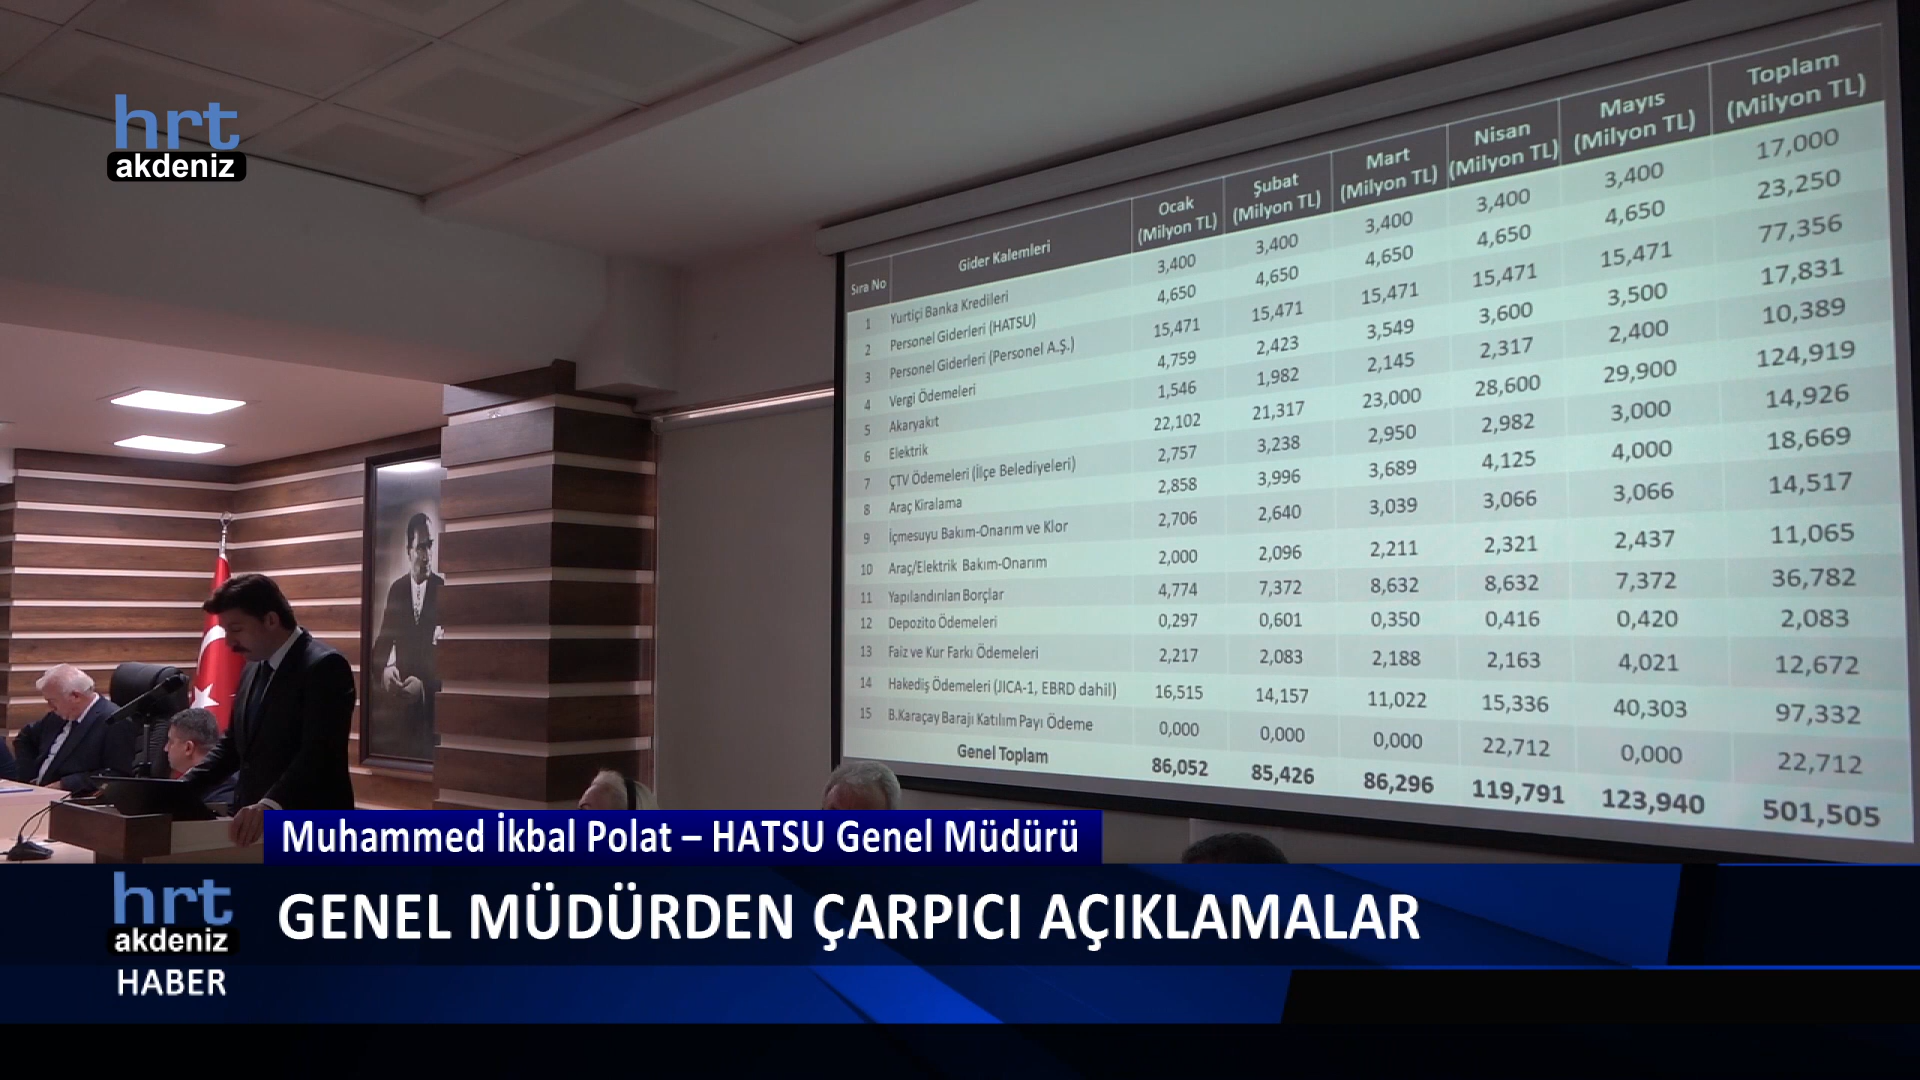 hrt
akdeniz
Sıra No Gider Kalemleri Ocak (Milyon TL) Şubat (Milyon TL) Mart (Milyon TL) Nisan (Milyon TL) Mayıs (Milyon TL) Toplam (Milyon TL)
1 Yurtiçi Banka Kredileri 3,400 3,400 3,400 3,400 3,400 17,000
2 Personel Giderleri (HATSU) 4,650 4,650 4,650 4,650 4,650 23,250
3 Personel Giderleri (Personel A.Ş.) 15,471 15,471 15,471 15,471 15,471 77,356
4 Vergi Ödemeleri 4,759 2,423 3,549 3,600 3,500 17,831
5 Akaryakıt 1,546 1,982 2,145 2,317 2,400 10,389
6 Elektrik 22,102 21,317 23,000 28,600 29,900 124,919
7 ÇTV Ödemeleri (İlçe Belediyeleri) 2,757 3,238 2,950 2,982 3,000 14,926
8 Araç Kiralama 2,858 3,996 3,689 4,125 4,000 18,669
9 İçmesuyu Bakım-Onarım ve Klor 2,706 2,640 3,039 3,066 3,066 14,517
10 Araç/Elektrik Bakım-Onarım 2,000 2,096 2,211 2,321 2,437 11,065
11 Yapılandırılan Borçlar 4,774 7,372 8,632 8,632 7,372 36,782
12 Depozito Ödemeleri 0,297 0,601 0,350 0,416 0,420 2,083
13 Faiz ve Kur Farkı Ödemeleri 2,217 2,083 2,188 2,163 4,021 12,672
14 Hakediş Ödemeleri (JICA-1, EBRD dahil) 16,515 14,157 11,022 15,336 40,303 97,332
15 B.Karaçay Barajı Katılım Payı Ödeme 0,000 0,000 0,000 22,712 0,000 22,712
Genel Toplam 86,052 85,426 86,296 119,791 123,940 501,505
Muhammed İkbal Polat – HATSU Genel Müdürü
GENEL MÜDÜRDEN ÇARPICI AÇIKLAMALAR
hrt
akdeniz
HABER